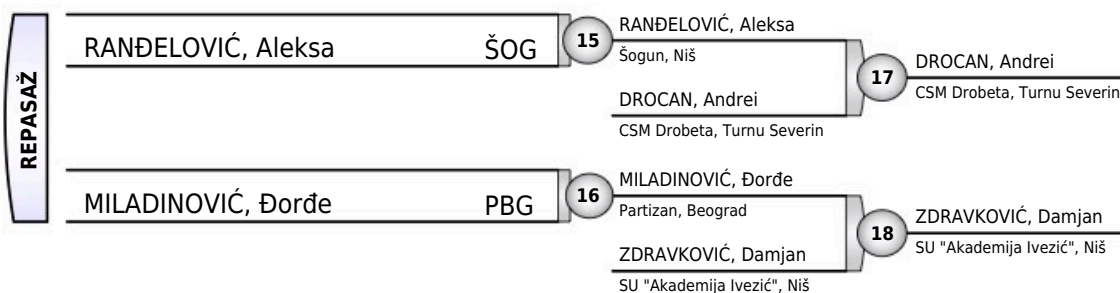 REPASAŽ
RANĐELOVIĆ, Aleksa ŠOG
15
RANĐELOVIĆ, Aleksa
Šogun, Niš
DROCAN, Andrei
CSM Drobeta, Turnu Severin
17
DROCAN, Andrei
CSM Drobeta, Turnu Severin
MILADINOVIĆ, Đorđe PBG
16
MILADINOVIĆ, Đorđe
Partizan, Beograd
ZDRAVKOVIĆ, Damjan
SU "Akademija Ivezić", Niš
18
ZDRAVKOVIĆ, Damjan
SU "Akademija Ivezić", Niš